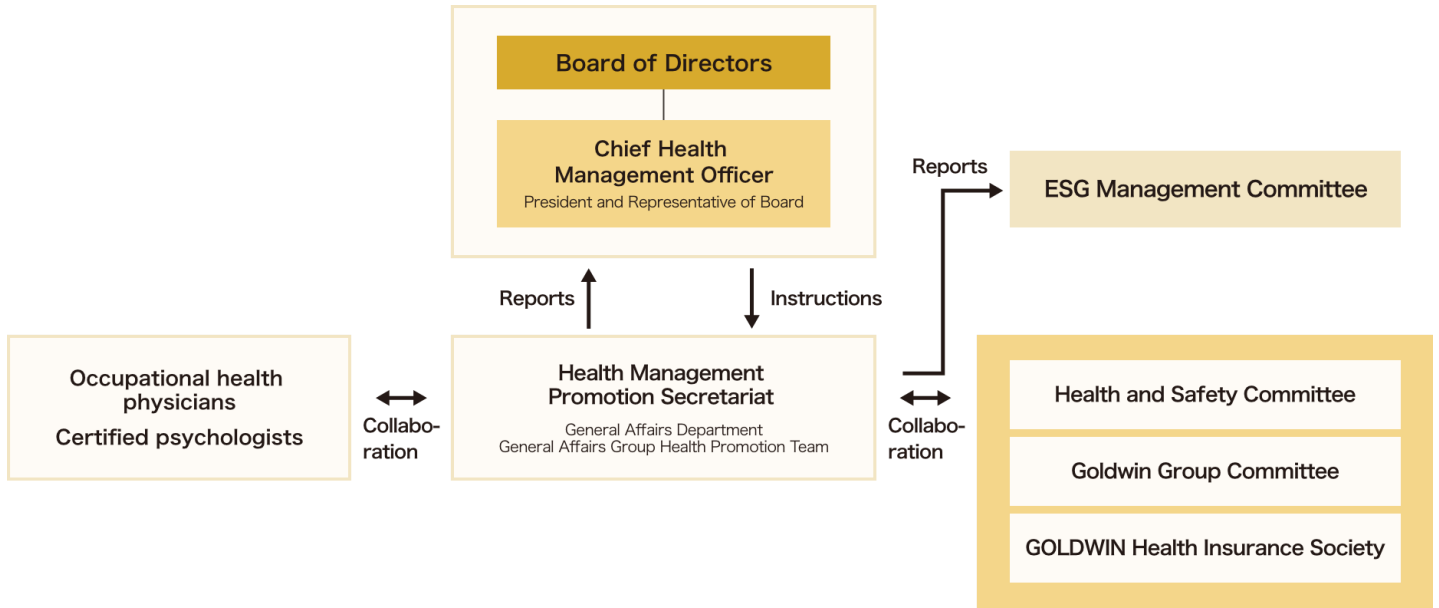 Board of Directors
Chief Health
Management Officer
President and Representative of Board
Reports
ESG Management Committee
Reports
Instructions
Occupational health
physicians
Certified psychologists
Collabo-
ration
Health Management
Promotion Secretariat
General Affairs Department
General Affairs Group Health Promotion Team
Collabo-
ration
Health and Safety Committee
Goldwin Group Committee
GOLDWIN Health Insurance Society